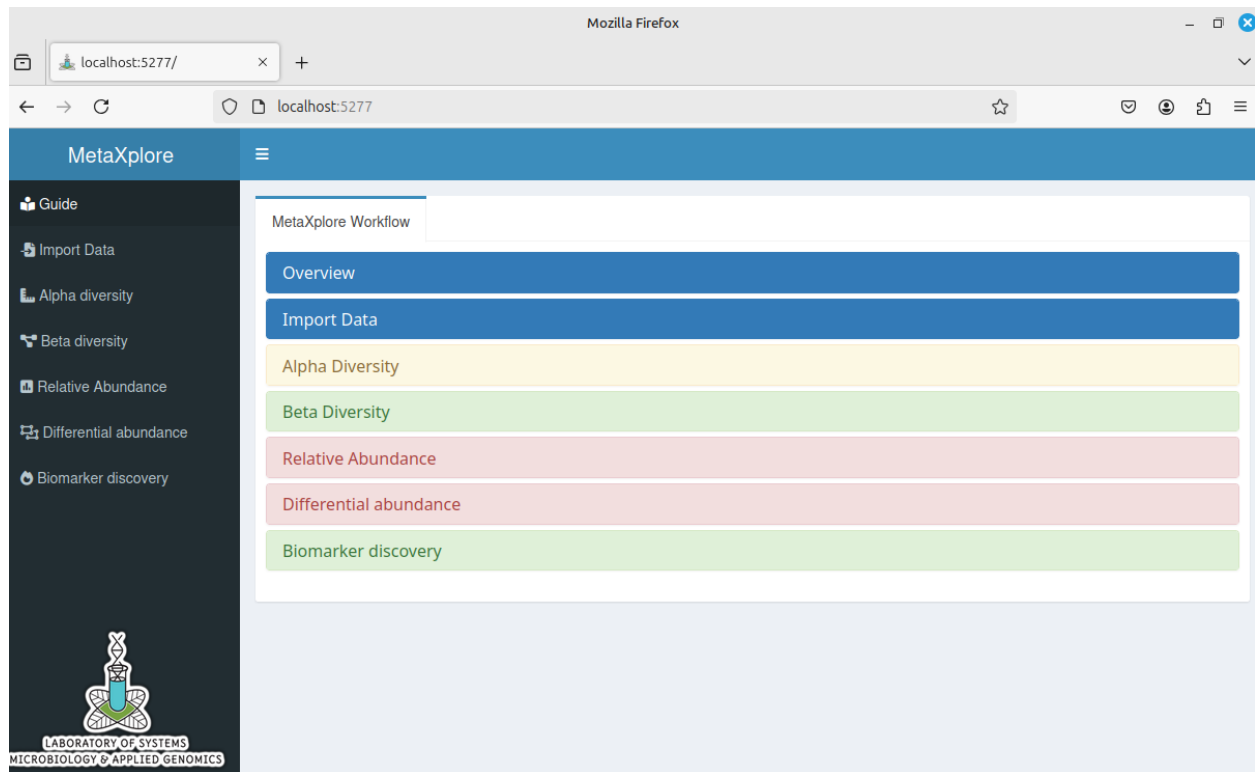 Mozilla Firefox
localhost:5277/
localhost:5277
MetaXplore
Guide
Import Data
Alpha diversity
Beta diversity
Relative Abundance
Differential abundance
Biomarker discovery
MetaXplore Workflow
Overview
Import Data
Alpha Diversity
Beta Diversity
Relative Abundance
Differential abundance
Biomarker discovery
LABORATORY OF SYSTEMS
MICROBIOLOGY & APPLIED GENOMICS